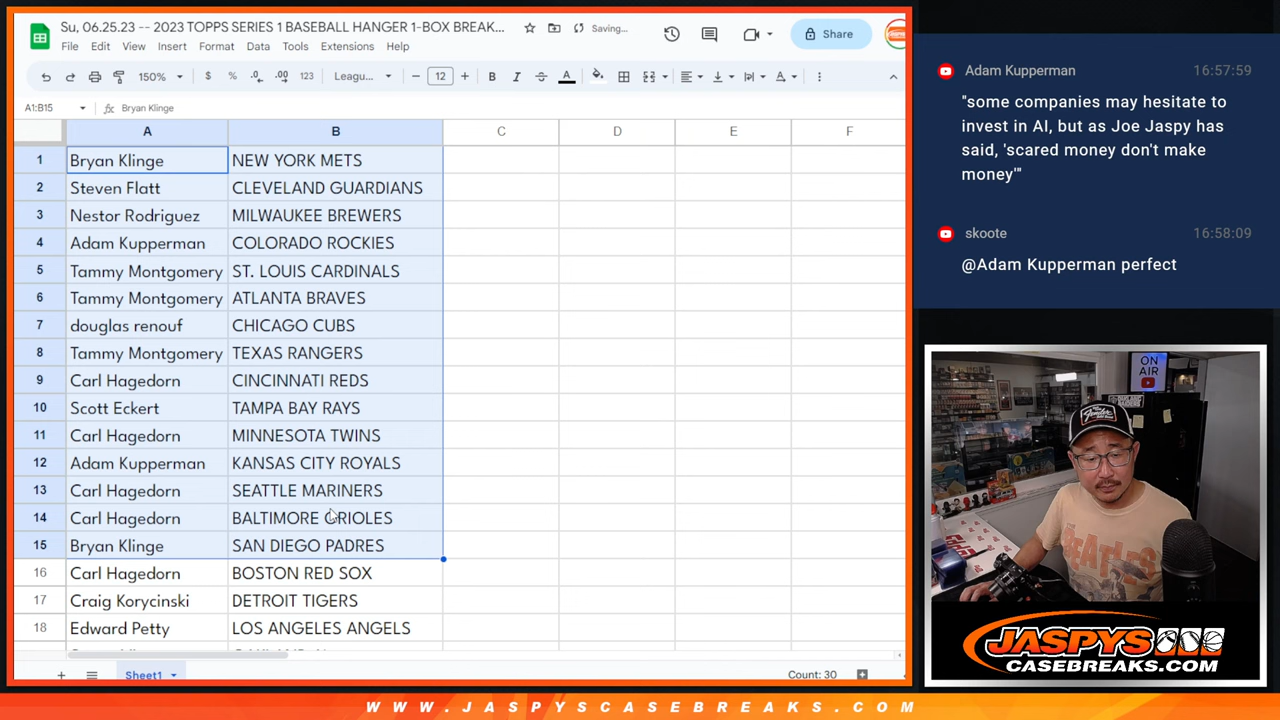 Su, 06.25.23 -- 2023 TOPPS SERIES 1 BASEBALL HANGER 1-BOX BREAK...
Saving...
File Edit View Insert Format Data Tools Extensions Help
Share
150% $ % .0 .00 123 Leagu... − 12 + B I A
A1:B15 fx Bryan Klinge
A B C D E F
1 Bryan Klinge NEW YORK METS
2 Steven Flatt CLEVELAND GUARDIANS
3 Nestor Rodriguez MILWAUKEE BREWERS
4 Adam Kupperman COLORADO ROCKIES
5 Tammy Montgomery ST. LOUIS CARDINALS
6 Tammy Montgomery ATLANTA BRAVES
7 douglas renouf CHICAGO CUBS
8 Tammy Montgomery TEXAS RANGERS
9 Carl Hagedorn CINCINNATI REDS
10 Scott Eckert TAMPA BAY RAYS
11 Carl Hagedorn MINNESOTA TWINS
12 Adam Kupperman KANSAS CITY ROYALS
13 Carl Hagedorn SEATTLE MARINERS
14 Carl Hagedorn BALTIMORE ORIOLES
15 Bryan Klinge SAN DIEGO PADRES
16 Carl Hagedorn BOSTON RED SOX
17 Craig Korycinski DETROIT TIGERS
18 Edward Petty LOS ANGELES ANGELS
+ Sheet1 Count: 30
Adam Kupperman 16:57:59
"some companies may hesitate to
invest in AI, but as Joe Jaspy has
said, 'scared money don't make
money'"
skoote 16:58:09
@Adam Kupperman perfect
ON
AIR
Fender
BEATLES
JASPYS
CASEBREAKS.COM
WWW.JASPYSCASEBREAKS.COM